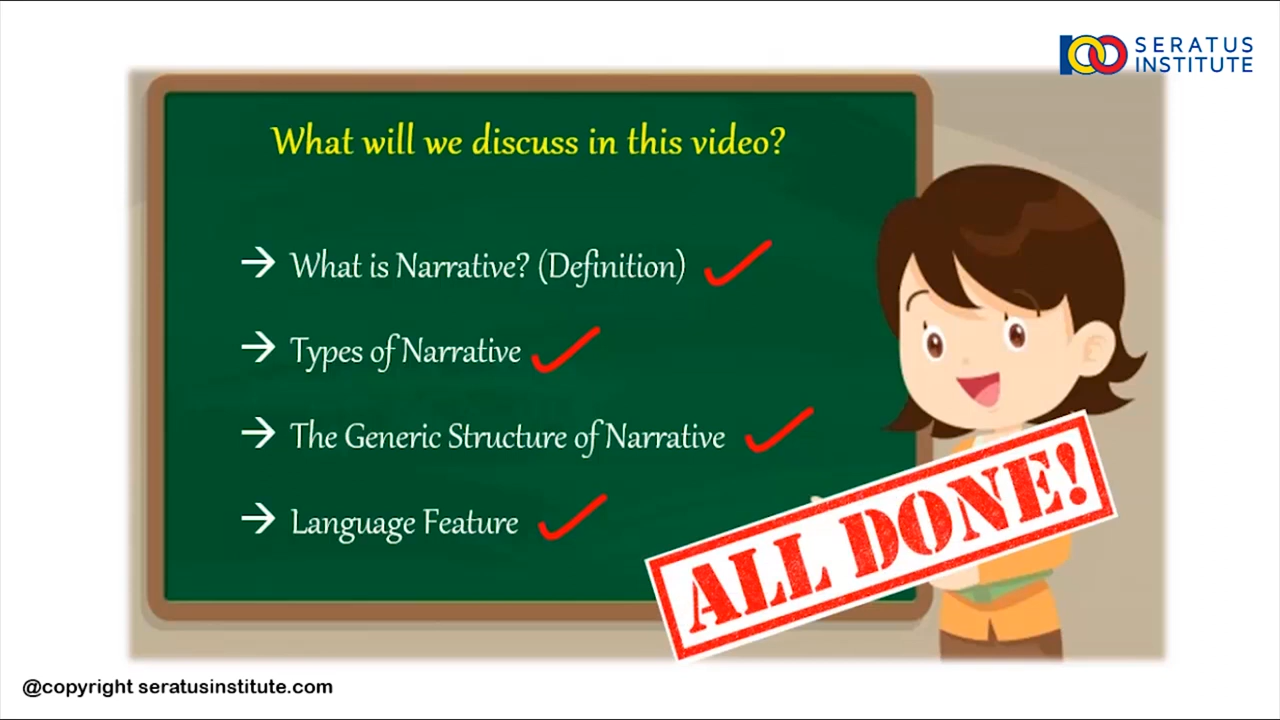 SERATUS
INSTITUTE
What will we discuss in this video?
→ What is Narrative? (Definition)
→ Types of Narrative
→ The Generic Structure of Narrative
→ Language Feature
ALL DONE!
@copyright seratusinstitute.com